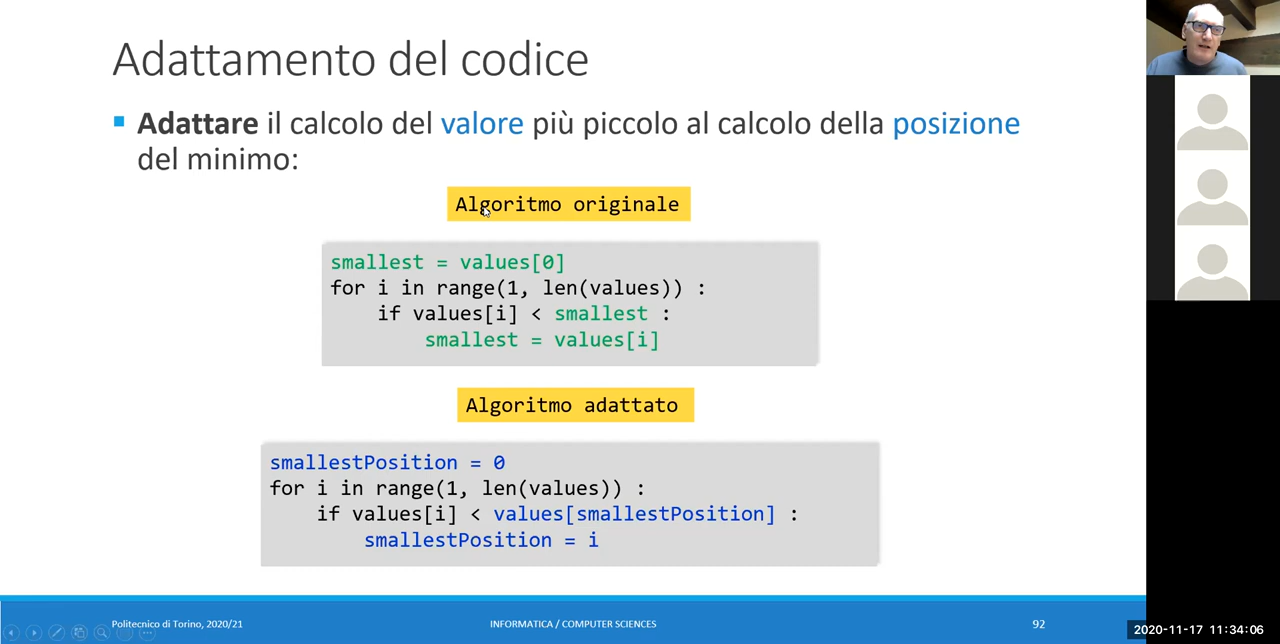 Adattamento del codice
Adattare il calcolo del valore più piccolo al calcolo della posizione
del minimo:
Algoritmo originale
smallest = values[0]
for i in range(1, len(values)) :
    if values[i] < smallest :
        smallest = values[i]
Algoritmo adattato
smallestPosition = 0
for i in range(1, len(values)) :
    if values[i] < values[smallestPosition] :
        smallestPosition = i
Politecnico di Torino, 2020/21
INFORMATICA / COMPUTER SCIENCES
92
2020-11-17 11:34:06